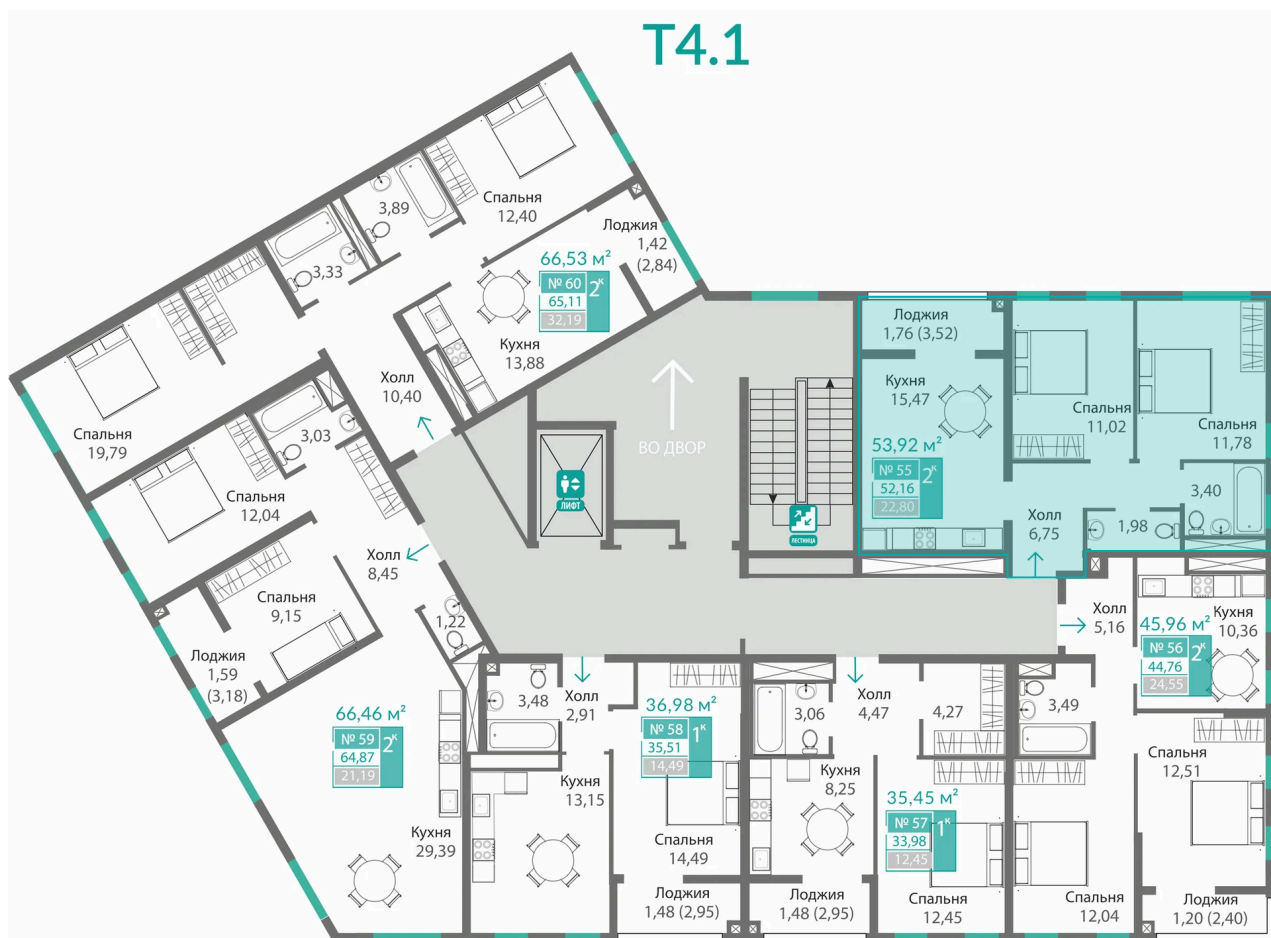 Т4.1
Спальня
12,40
3,89
3,33
Лоджия
1,42
(2,84)
66,53 м²
№ 60
65,11
32,19
2к
Кухня
13,88
Холл
10,40
Спальня
19,79
3,03
Спальня
12,04
Холл
8,45
Спальня
9,15
1,22
Лоджия
1,59
(3,18)
66,46 м²
№ 59
64,87
21,19
2к
Кухня
29,39
ВО ДВОР
ЛИФТ
ЛЕСТНИЦА
Лоджия
1,76 (3,52)
Кухня
15,47
53,92 м²
№ 55
52,16
22,80
2к
Спальня
11,02
Спальня
11,78
3,40
1,98
Холл
6,75
Холл
5,16
Кухня
10,36
45,96 м²
№ 56
44,76
24,55
2к
3,49
Спальня
12,51
Спальня
12,04
Лоджия
1,20 (2,40)
3,48
Холл
2,91
36,98 м²
№ 58
35,51
14,49
1к
Кухня
13,15
Спальня
14,49
Лоджия
1,48 (2,95)
3,06
Холл
4,47
4,27
Кухня
8,25
35,45 м²
№ 57
33,98
12,45
1к
Спальня
12,45
Лоджия
1,48 (2,95)